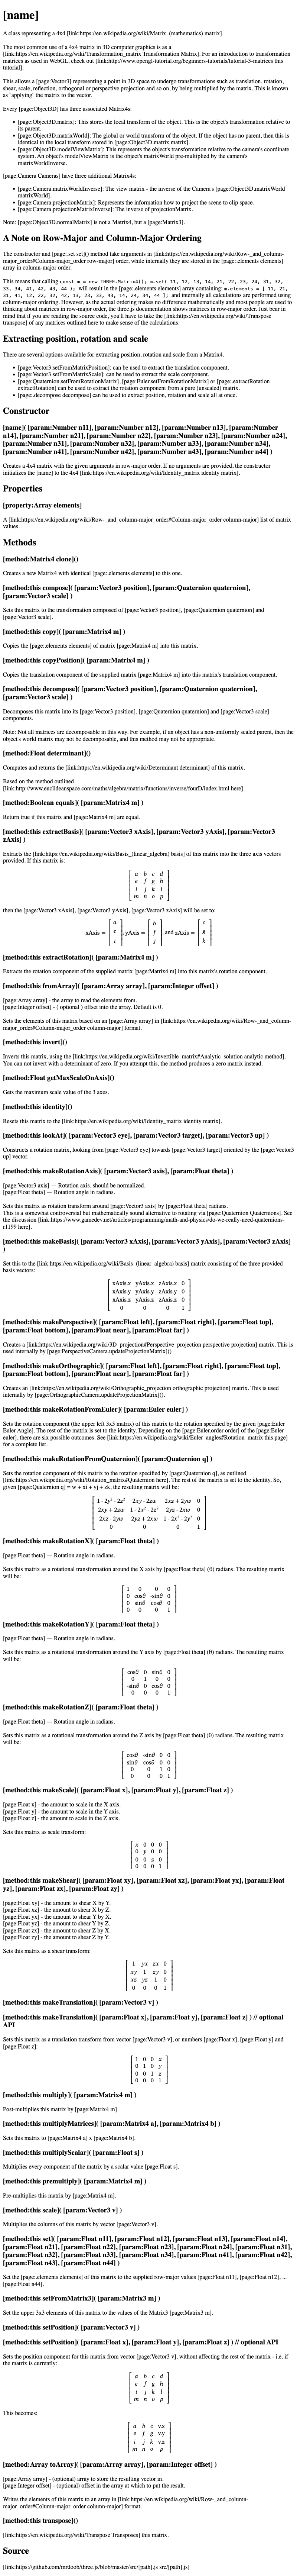 [name]
A class representing a 4x4 [link:https://en.wikipedia.org/wiki/Matrix_(mathematics) matrix].
The most common use of a 4x4 matrix in 3D computer graphics is as a
[link:https://en.wikipedia.org/wiki/Transformation_matrix Transformation Matrix]. For an introduction to transformation
matrices as used in WebGL, check out [link:http://www.opengl-tutorial.org/beginners-tutorials/tutorial-3-matrices this
tutorial].
This allows a [page:Vector3] representing a point in 3D space to undergo transformations such as translation, rotation,
shear, scale, reflection, orthogonal or perspective projection and so on, by being multiplied by the matrix. This is known
as `applying` the matrix to the vector.
Every [page:Object3D] has three associated Matrix4s:
[page:Object3D.matrix]: This stores the local transform of the object. This is the object's transformation relative to
its parent.
[page:Object3D.matrixWorld]: The global or world transform of the object. If the object has no parent, then this is
identical to the local transform stored in [page:Object3D.matrix matrix].
[page:Object3D.modelViewMatrix]: This represents the object's transformation relative to the camera's coordinate
system. An object's modelViewMatrix is the object's matrixWorld pre-multiplied by the camera's
matrixWorldInverse.
[page:Camera Cameras] have three additional Matrix4s:
[page:Camera.matrixWorldInverse]: The view matrix - the inverse of the Camera's [page:Object3D.matrixWorld
matrixWorld].
[page:Camera.projectionMatrix]: Represents the information how to project the scene to clip space.
[page:Camera.projectionMatrixInverse]: The inverse of projectionMatrix.
Note: [page:Object3D.normalMatrix] is not a Matrix4, but a [page:Matrix3].
A Note on Row-Major and Column-Major Ordering
The constructor and [page:.set set()] method take arguments in [link:https://en.wikipedia.org/wiki/Row-_and_column-
major_order#Column-major_order row-major] order, while internally they are stored in the [page:.elements elements]
array in column-major order.
This means that calling const m = new THREE.Matrix4(); m.set( 11, 12, 13, 14, 21, 22, 23, 24, 31, 32,
33, 34, 41, 42, 43, 44 ); will result in the [page:.elements elements] array containing: m.elements = [ 11, 21,
31, 41, 12, 22, 32, 42, 13, 23, 33, 43, 14, 24, 34, 44 ]; and internally all calculations are performed
using column-major ordering. However, as the actual ordering makes no difference mathematically and most people are used to
thinking about matrices in row-major order, the three.js documentation shows matrices in row-major order. Just bear in
mind that if you are reading the source code, you'll have to take the [link:https://en.wikipedia.org/wiki/Transpose
transpose] of any matrices outlined here to make sense of the calculations.
Extracting position, rotation and scale
There are several options available for extracting position, rotation and scale from a Matrix4.
[page:Vector3.setFromMatrixPosition]: can be used to extract the translation component.
[page:Vector3.setFromMatrixScale]: can be used to extract the scale component.
[page:Quaternion.setFromRotationMatrix], [page:Euler.setFromRotationMatrix] or [page:.extractRotation
extractRotation] can be used to extract the rotation component from a pure (unscaled) matrix.
[page:.decompose decompose] can be used to extract position, rotation and scale all at once.
Constructor
[name]( [param:Number n11], [param:Number n12], [param:Number n13], [param:Number
n14], [param:Number n21], [param:Number n22], [param:Number n23], [param:Number n24],
[param:Number n31], [param:Number n32], [param:Number n33], [param:Number n34],
[param:Number n41], [param:Number n42], [param:Number n43], [param:Number n44] )
Creates a 4x4 matrix with the given arguments in row-major order. If no arguments are provided, the constructor
initializes the [name] to the 4x4 [link:https://en.wikipedia.org/wiki/Identity_matrix identity matrix].
Properties
[property:Array elements]
A [link:https://en.wikipedia.org/wiki/Row-_and_column-major_order#Column-major_order column-major] list of matrix
values.
Methods
[method:Matrix4 clone]()
Creates a new Matrix4 with identical [page:.elements elements] to this one.
[method:this compose]( [param:Vector3 position], [param:Quaternion quaternion],
[param:Vector3 scale] )
Sets this matrix to the transformation composed of [page:Vector3 position], [page:Quaternion quaternion] and
[page:Vector3 scale].
[method:this copy]( [param:Matrix4 m] )
Copies the [page:.elements elements] of matrix [page:Matrix4 m] into this matrix.
[method:this copyPosition]( [param:Matrix4 m] )
Copies the translation component of the supplied matrix [page:Matrix4 m] into this matrix's translation component.
[method:this decompose]( [param:Vector3 position], [param:Quaternion quaternion],
[param:Vector3 scale] )
Decomposes this matrix into its [page:Vector3 position], [page:Quaternion quaternion] and [page:Vector3 scale]
components.
Note: Not all matrices are decomposable in this way. For example, if an object has a non-uniformly scaled parent, then the
object's world matrix may not be decomposable, and this method may not be appropriate.
[method:Float determinant]()
Computes and returns the [link:https://en.wikipedia.org/wiki/Determinant determinant] of this matrix.
Based on the method outlined
[link:http://www.euclideanspace.com/maths/algebra/matrix/functions/inverse/fourD/index.html here].
[method:Boolean equals]( [param:Matrix4 m] )
Return true if this matrix and [page:Matrix4 m] are equal.
[method:this extractBasis]( [param:Vector3 xAxis], [param:Vector3 yAxis], [param:Vector3
zAxis] )
Extracts the [link:https://en.wikipedia.org/wiki/Basis_(linear_algebra) basis] of this matrix into the three axis vectors
provided. If this matrix is:
a b c d
e f g h
i j k l
m n o p
then the [page:Vector3 xAxis], [page:Vector3 yAxis], [page:Vector3 zAxis] will be set to:
a b c
xAxis = e , yAxis = f , and zAxis = g
i j k
[method:this extractRotation]( [param:Matrix4 m] )
Extracts the rotation component of the supplied matrix [page:Matrix4 m] into this matrix's rotation component.
[method:this fromArray]( [param:Array array], [param:Integer offset] )
[page:Array array] - the array to read the elements from.
[page:Integer offset] - ( optional ) offset into the array. Default is 0.
Sets the elements of this matrix based on an [page:Array array] in [link:https://en.wikipedia.org/wiki/Row-_and_column-
major_order#Column-major_order column-major] format.
[method:this invert]()
Inverts this matrix, using the [link:https://en.wikipedia.org/wiki/Invertible_matrix#Analytic_solution analytic method].
You can not invert with a determinant of zero. If you attempt this, the method produces a zero matrix instead.
[method:Float getMaxScaleOnAxis]()
Gets the maximum scale value of the 3 axes.
[method:this identity]()
Resets this matrix to the [link:https://en.wikipedia.org/wiki/Identity_matrix identity matrix].
[method:this lookAt]( [param:Vector3 eye], [param:Vector3 target], [param:Vector3 up] )
Constructs a rotation matrix, looking from [page:Vector3 eye] towards [page:Vector3 target] oriented by the [page:Vector3
up] vector.
[method:this makeRotationAxis]( [param:Vector3 axis], [param:Float theta] )
[page:Vector3 axis] — Rotation axis, should be normalized.
[page:Float theta] — Rotation angle in radians.
Sets this matrix as rotation transform around [page:Vector3 axis] by [page:Float theta] radians.
This is a somewhat controversial but mathematically sound alternative to rotating via [page:Quaternion Quaternions]. See
the discussion [link:https://www.gamedev.net/articles/programming/math-and-physics/do-we-really-need-quaternions-
r1199 here].
[method:this makeBasis]( [param:Vector3 xAxis], [param:Vector3 yAxis], [param:Vector3 zAxis]
)
Set this to the [link:https://en.wikipedia.org/wiki/Basis_(linear_algebra) basis] matrix consisting of the three provided
basis vectors:
xAxis.x yAxis.x zAxis.x 0
xAxis.y yAxis.y zAxis.y 0
xAxis.z yAxis.z zAxis.z 0
0 0 0 1
[method:this makePerspective]( [param:Float left], [param:Float right], [param:Float top],
[param:Float bottom], [param:Float near], [param:Float far] )
Creates a [link:https://en.wikipedia.org/wiki/3D_projection#Perspective_projection perspective projection] matrix. This is
used internally by [page:PerspectiveCamera.updateProjectionMatrix]()
[method:this makeOrthographic]( [param:Float left], [param:Float right], [param:Float top],
[param:Float bottom], [param:Float near], [param:Float far] )
Creates an [link:https://en.wikipedia.org/wiki/Orthographic_projection orthographic projection] matrix. This is used
internally by [page:OrthographicCamera.updateProjectionMatrix]().
[method:this makeRotationFromEuler]( [param:Euler euler] )
Sets the rotation component (the upper left 3x3 matrix) of this matrix to the rotation specified by the given [page:Euler
Euler Angle]. The rest of the matrix is set to the identity. Depending on the [page:Euler.order order] of the [page:Euler
euler], there are six possible outcomes. See [link:https://en.wikipedia.org/wiki/Euler_angles#Rotation_matrix this page] for
a complete list.
[method:this makeRotationFromQuaternion]( [param:Quaternion q] )
Sets the rotation component of this matrix to the rotation specified by [page:Quaternion q], as outlined
[link:https://en.wikipedia.org/wiki/Rotation_matrix#Quaternion here]. The rest of the matrix is set to the identity. So,
given [page:Quaternion q] = w + xi + yj + zk, the resulting matrix will be:
1 - 2y² - 2z² 2xy - 2zw 2xz + 2yw 0
2xy + 2zw 1 - 2x² - 2z² 2yz - 2xw 0
2xz - 2yw 2yz + 2xw 1 - 2x² - 2y² 0
0 0 0 1
[method:this makeRotationX]( [param:Float theta] )
[page:Float theta] — Rotation angle in radians.
Sets this matrix as a rotational transformation around the X axis by [page:Float theta] (θ) radians. The resulting matrix
will be:
1 0 0 0
0 cosθ -sinθ 0
0 sinθ cosθ 0
0 0 0 1
[method:this makeRotationY]( [param:Float theta] )
[page:Float theta] — Rotation angle in radians.
Sets this matrix as a rotational transformation around the Y axis by [page:Float theta] (θ) radians. The resulting matrix
will be:
cosθ 0 sinθ 0
0 1 0 0
-sinθ 0 cosθ 0
0 0 0 1
[method:this makeRotationZ]( [param:Float theta] )
[page:Float theta] — Rotation angle in radians.
Sets this matrix as a rotational transformation around the Z axis by [page:Float theta] (θ) radians. The resulting matrix
will be:
cosθ -sinθ 0 0
sinθ cosθ 0 0
0 0 1 0
0 0 0 1
[method:this makeScale]( [param:Float x], [param:Float y], [param:Float z] )
[page:Float x] - the amount to scale in the X axis.
[page:Float y] - the amount to scale in the Y axis.
[page:Float z] - the amount to scale in the Z axis.
Sets this matrix as scale transform:
x 0 0 0
0 y 0 0
0 0 z 0
0 0 0 1
[method:this makeShear]( [param:Float xy], [param:Float xz], [param:Float yx], [param:Float
yz], [param:Float zx], [param:Float zy] )
[page:Float xy] - the amount to shear X by Y.
[page:Float xz] - the amount to shear X by Z.
[page:Float yx] - the amount to shear Y by X.
[page:Float yz] - the amount to shear Y by Z.
[page:Float zx] - the amount to shear Z by X.
[page:Float zy] - the amount to shear Z by Y.
Sets this matrix as a shear transform:
1 yx zx 0
xy 1 zy 0
xz yz 1 0
0 0 0 1
[method:this makeTranslation]( [param:Vector3 v] )
[method:this makeTranslation]( [param:Float x], [param:Float y], [param:Float z] ) // optional
API
Sets this matrix as a translation transform from vector [page:Vector3 v], or numbers [page:Float x], [page:Float y] and
[page:Float z]:
1 0 0 x
0 1 0 y
0 0 1 z
0 0 0 1
[method:this multiply]( [param:Matrix4 m] )
Post-multiplies this matrix by [page:Matrix4 m].
[method:this multiplyMatrices]( [param:Matrix4 a], [param:Matrix4 b] )
Sets this matrix to [page:Matrix4 a] x [page:Matrix4 b].
[method:this multiplyScalar]( [param:Float s] )
Multiplies every component of the matrix by a scalar value [page:Float s].
[method:this premultiply]( [param:Matrix4 m] )
Pre-multiplies this matrix by [page:Matrix4 m].
[method:this scale]( [param:Vector3 v] )
Multiplies the columns of this matrix by vector [page:Vector3 v].
[method:this set]( [param:Float n11], [param:Float n12], [param:Float n13], [param:Float n14],
[param:Float n21], [param:Float n22], [param:Float n23], [param:Float n24], [param:Float n31],
[param:Float n32], [param:Float n33], [param:Float n34], [param:Float n41], [param:Float n42],
[param:Float n43], [param:Float n44] )
Set the [page:.elements elements] of this matrix to the supplied row-major values [page:Float n11], [page:Float n12], ...
[page:Float n44].
[method:this setFromMatrix3]( [param:Matrix3 m] )
Set the upper 3x3 elements of this matrix to the values of the Matrix3 [page:Matrix3 m].
[method:this setPosition]( [param:Vector3 v] )
[method:this setPosition]( [param:Float x], [param:Float y], [param:Float z] ) // optional API
Sets the position component for this matrix from vector [page:Vector3 v], without affecting the rest of the matrix - i.e. if
the matrix is currently:
a b c d
e f g h
i j k l
m n o p
This becomes:
a b c v.x
e f g v.y
i j k v.z
m n o p
[method:Array toArray]( [param:Array array], [param:Integer offset] )
[page:Array array] - (optional) array to store the resulting vector in.
[page:Integer offset] - (optional) offset in the array at which to put the result.
Writes the elements of this matrix to an array in [link:https://en.wikipedia.org/wiki/Row-_and_column-
major_order#Column-major_order column-major] format.
[method:this transpose]()
[link:https://en.wikipedia.org/wiki/Transpose Transposes] this matrix.
Source
[link:https://github.com/mrdoob/three.js/blob/master/src/[path].js src/[path].js]